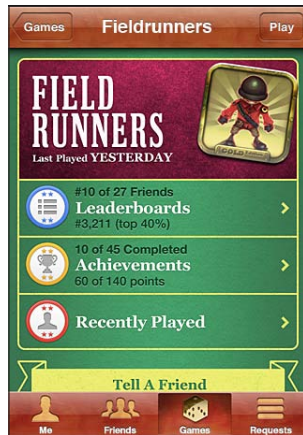 Games Fieldrunners Play
FIELD
RUNNERS
Last Played YESTERDAY
GOLD
#10 of 27 Friends
Leaderboards
#3,211 (top 40%)
10 of 45 Completed
Achievements
60 of 140 points
Recently Played
Tell A Friend
Me Friends Games Requests